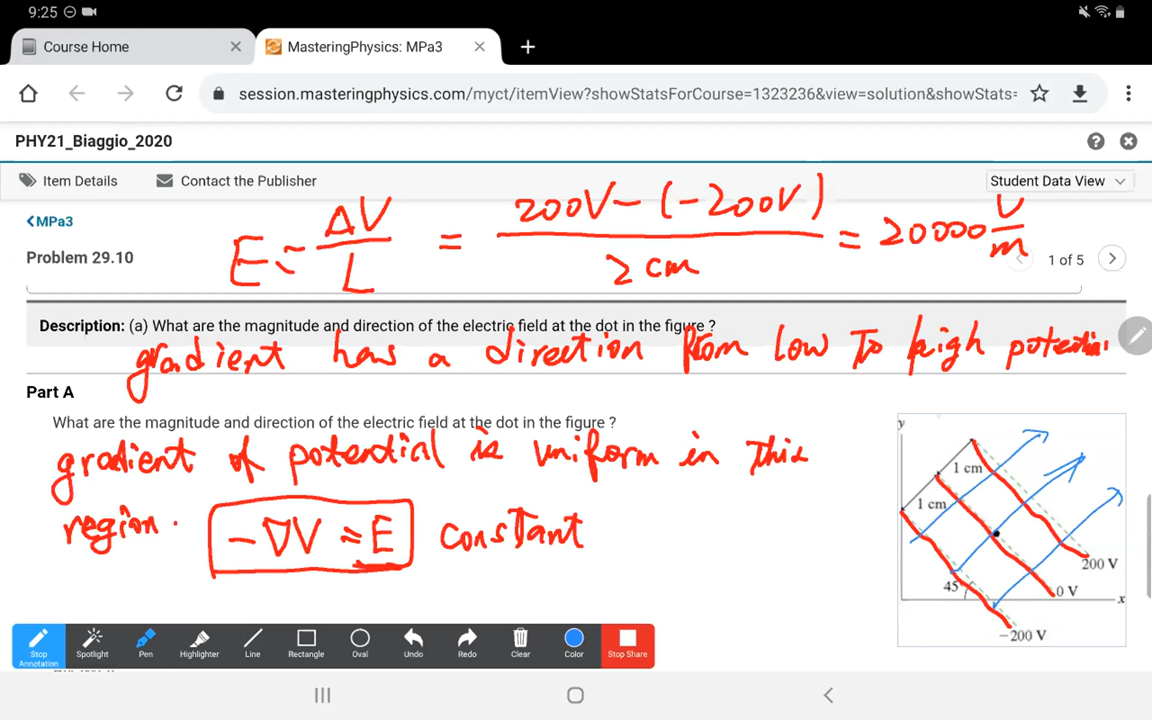 9:25
Course Home
MasteringPhysics: MPa3
session.masteringphysics.com/myct/itemView?showStatsForCourse=1323236&view=solution&showStats=
PHY21_Biaggio_2020
Item Details Contact the Publisher Student Data View
MPa3
E = ΔV / L = 200V - (-200V) / 2 cm = 20000 V/m
Problem 29.10
1 of 5
Description: (a) What are the magnitude and direction of the electric field at the dot in the figure ?
gradient has a direction from low to high potential
Part A
What are the magnitude and direction of the electric field at the dot in the figure ?
gradient of potential is uniform in this
region. -∇V = E constant
y
1 cm
1 cm
200 V
45
0 V
x
−200 V
Stop Annotation Spotlight Pen Highlighter Line Rectangle Oval Undo Redo Clear Color Stop Share